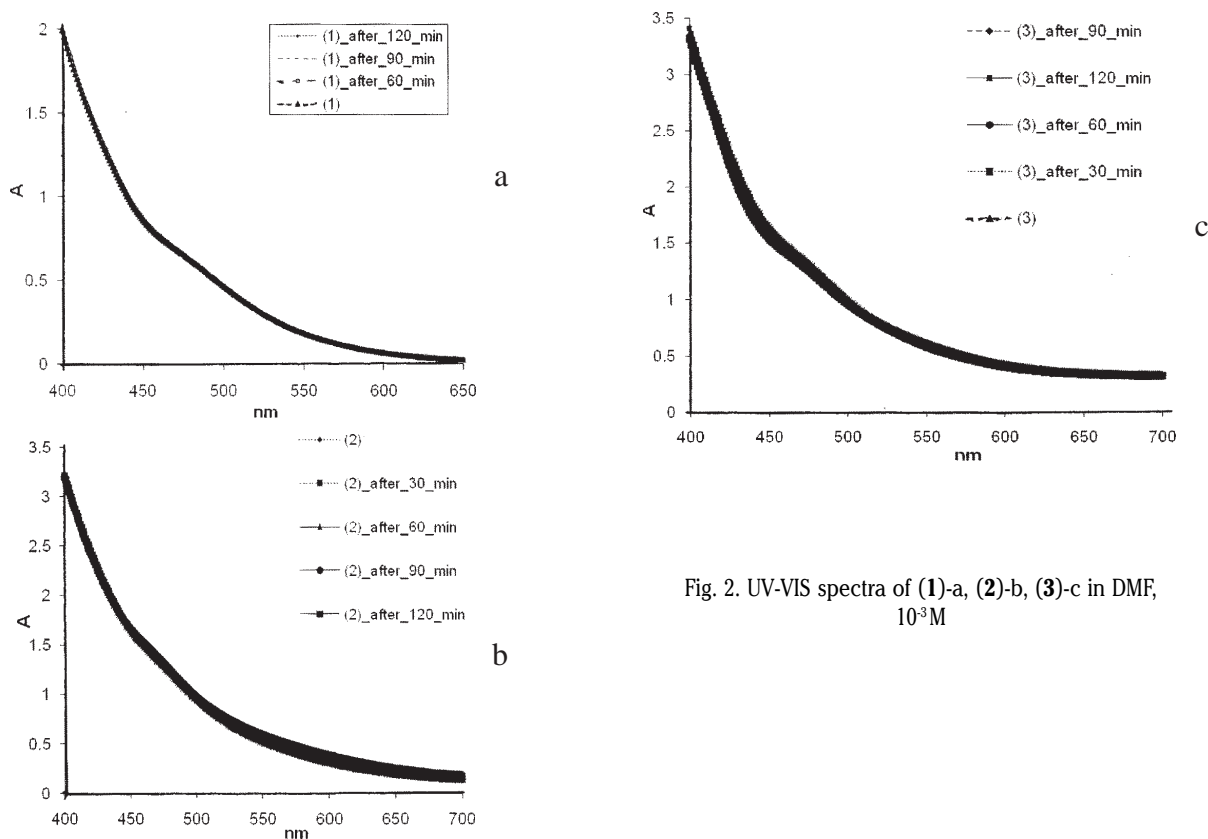 2
1.5
1
0.5
0
A
400 450 500 550 600 650
nm
(1)_after_120_min
(1)_after_90_min
(1)_after_60_min
(1)
a
3.5
3
2.5
2
1.5
1
0.5
0
A
400 450 500 550 600 650 700
nm
(2)
(2)_after_30_min
(2)_after_60_min
(2)_after_90_min
(2)_after_120_min
b
3.5
3
2.5
2
1.5
1
0.5
0
A
400 450 500 550 600 650 700
nm
(3)_after_90_min
(3)_after_120_min
(3)_after_60_min
(3)_after_30_min
(3)
c
Fig. 2. UV-VIS spectra of (1)-a, (2)-b, (3)-c in DMF,
10⁻³M